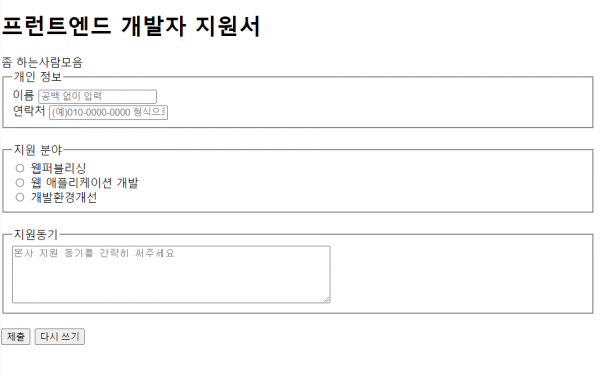 프런트엔드 개발자 지원서
좀 하는사람모음
개인 정보
이름 공백 없이 입력
연락처 (예)010-0000-0000 형식으로
지원 분야
웹퍼블리싱
웹 애플리케이션 개발
개발환경개선
지원동기
본사 지원 동기를 간략히 써주세요
제출 다시 쓰기